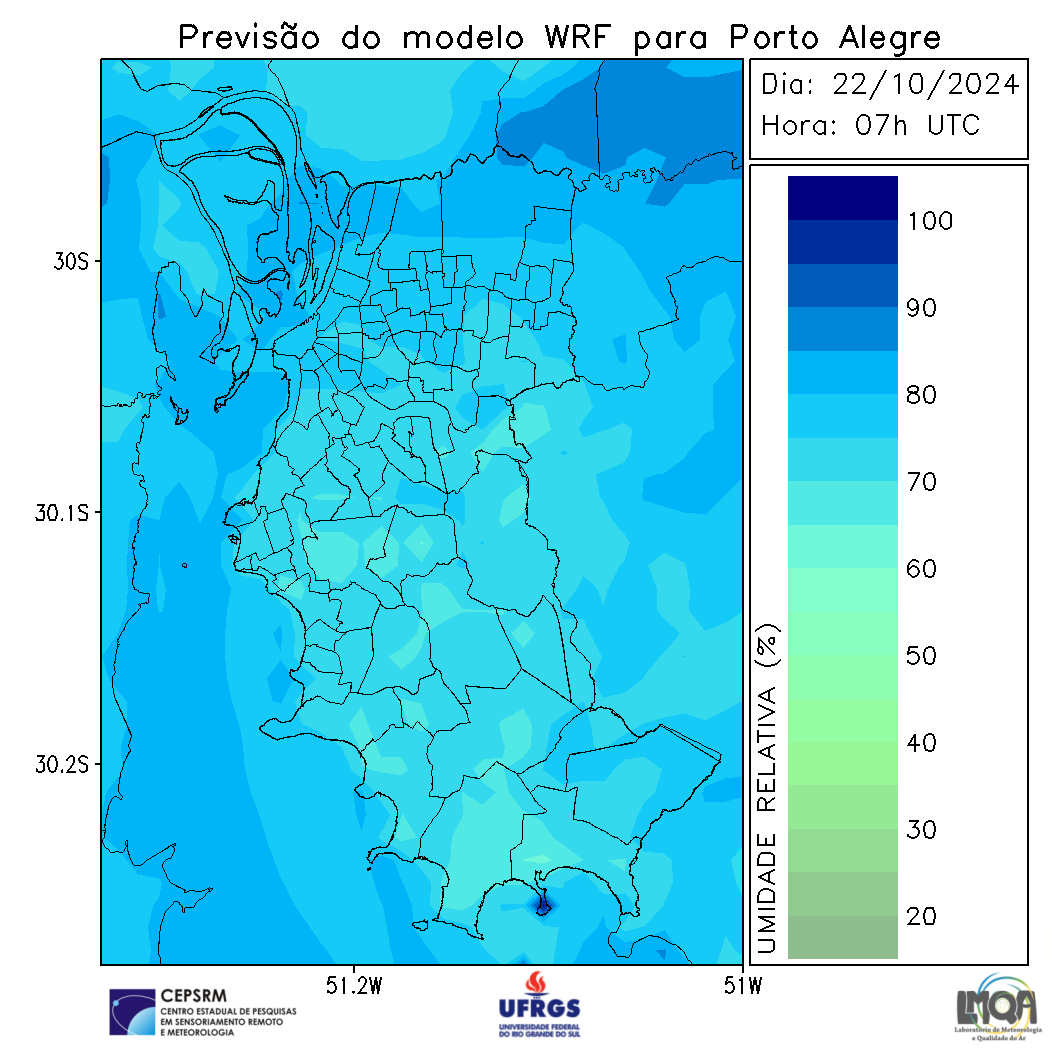 Previsão do modelo WRF para Porto Alegre
Dia: 22/10/2024
Hora: 07h UTC
100
90
80
70
60
50
40
30
20
UMIDADE RELATIVA (%)
30S
30.1S
30.2S
51.2W
51W
CEPSRM
CENTRO ESTADUAL DE PESQUISAS
EM SENSORIAMENTO REMOTO
E METEOROLOGIA
UFRGS
UNIVERSIDADE FEDERAL
DO RIO GRANDE DO SUL
LMQA
Laboratório de Meteorologia
e Qualidade do Ar